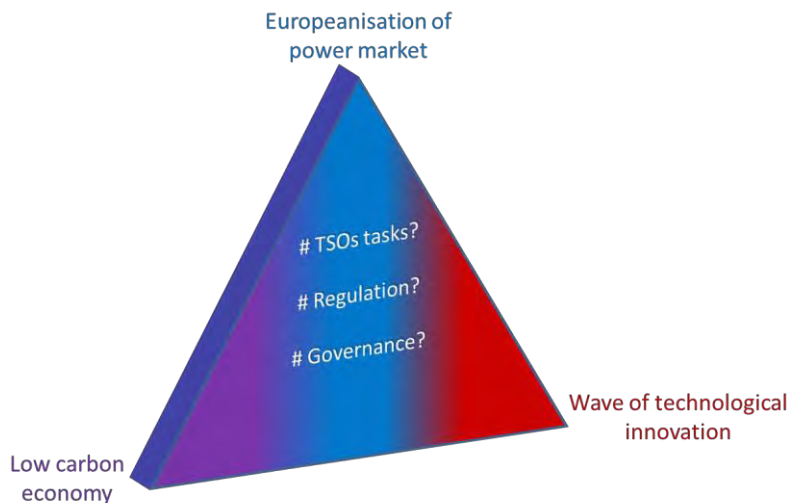 Europeanisation of
power market
# TSOs tasks?
# Regulation?
# Governance?
Wave of technological
innovation
Low carbon
economy